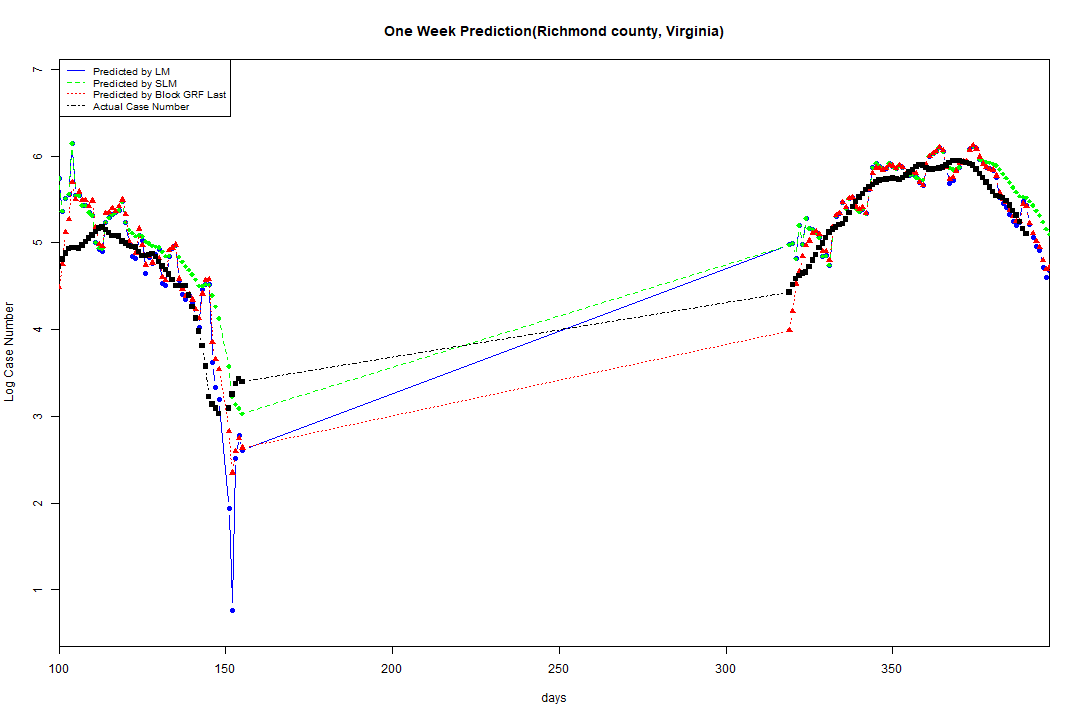 One Week Prediction(Richmond county, Virginia)
Predicted by LM
Predicted by SLM
Predicted by Block GRF Last
Actual Case Number
7
6
5
4
3
2
1
Log Case Number
100 150 200 250 300 350
days